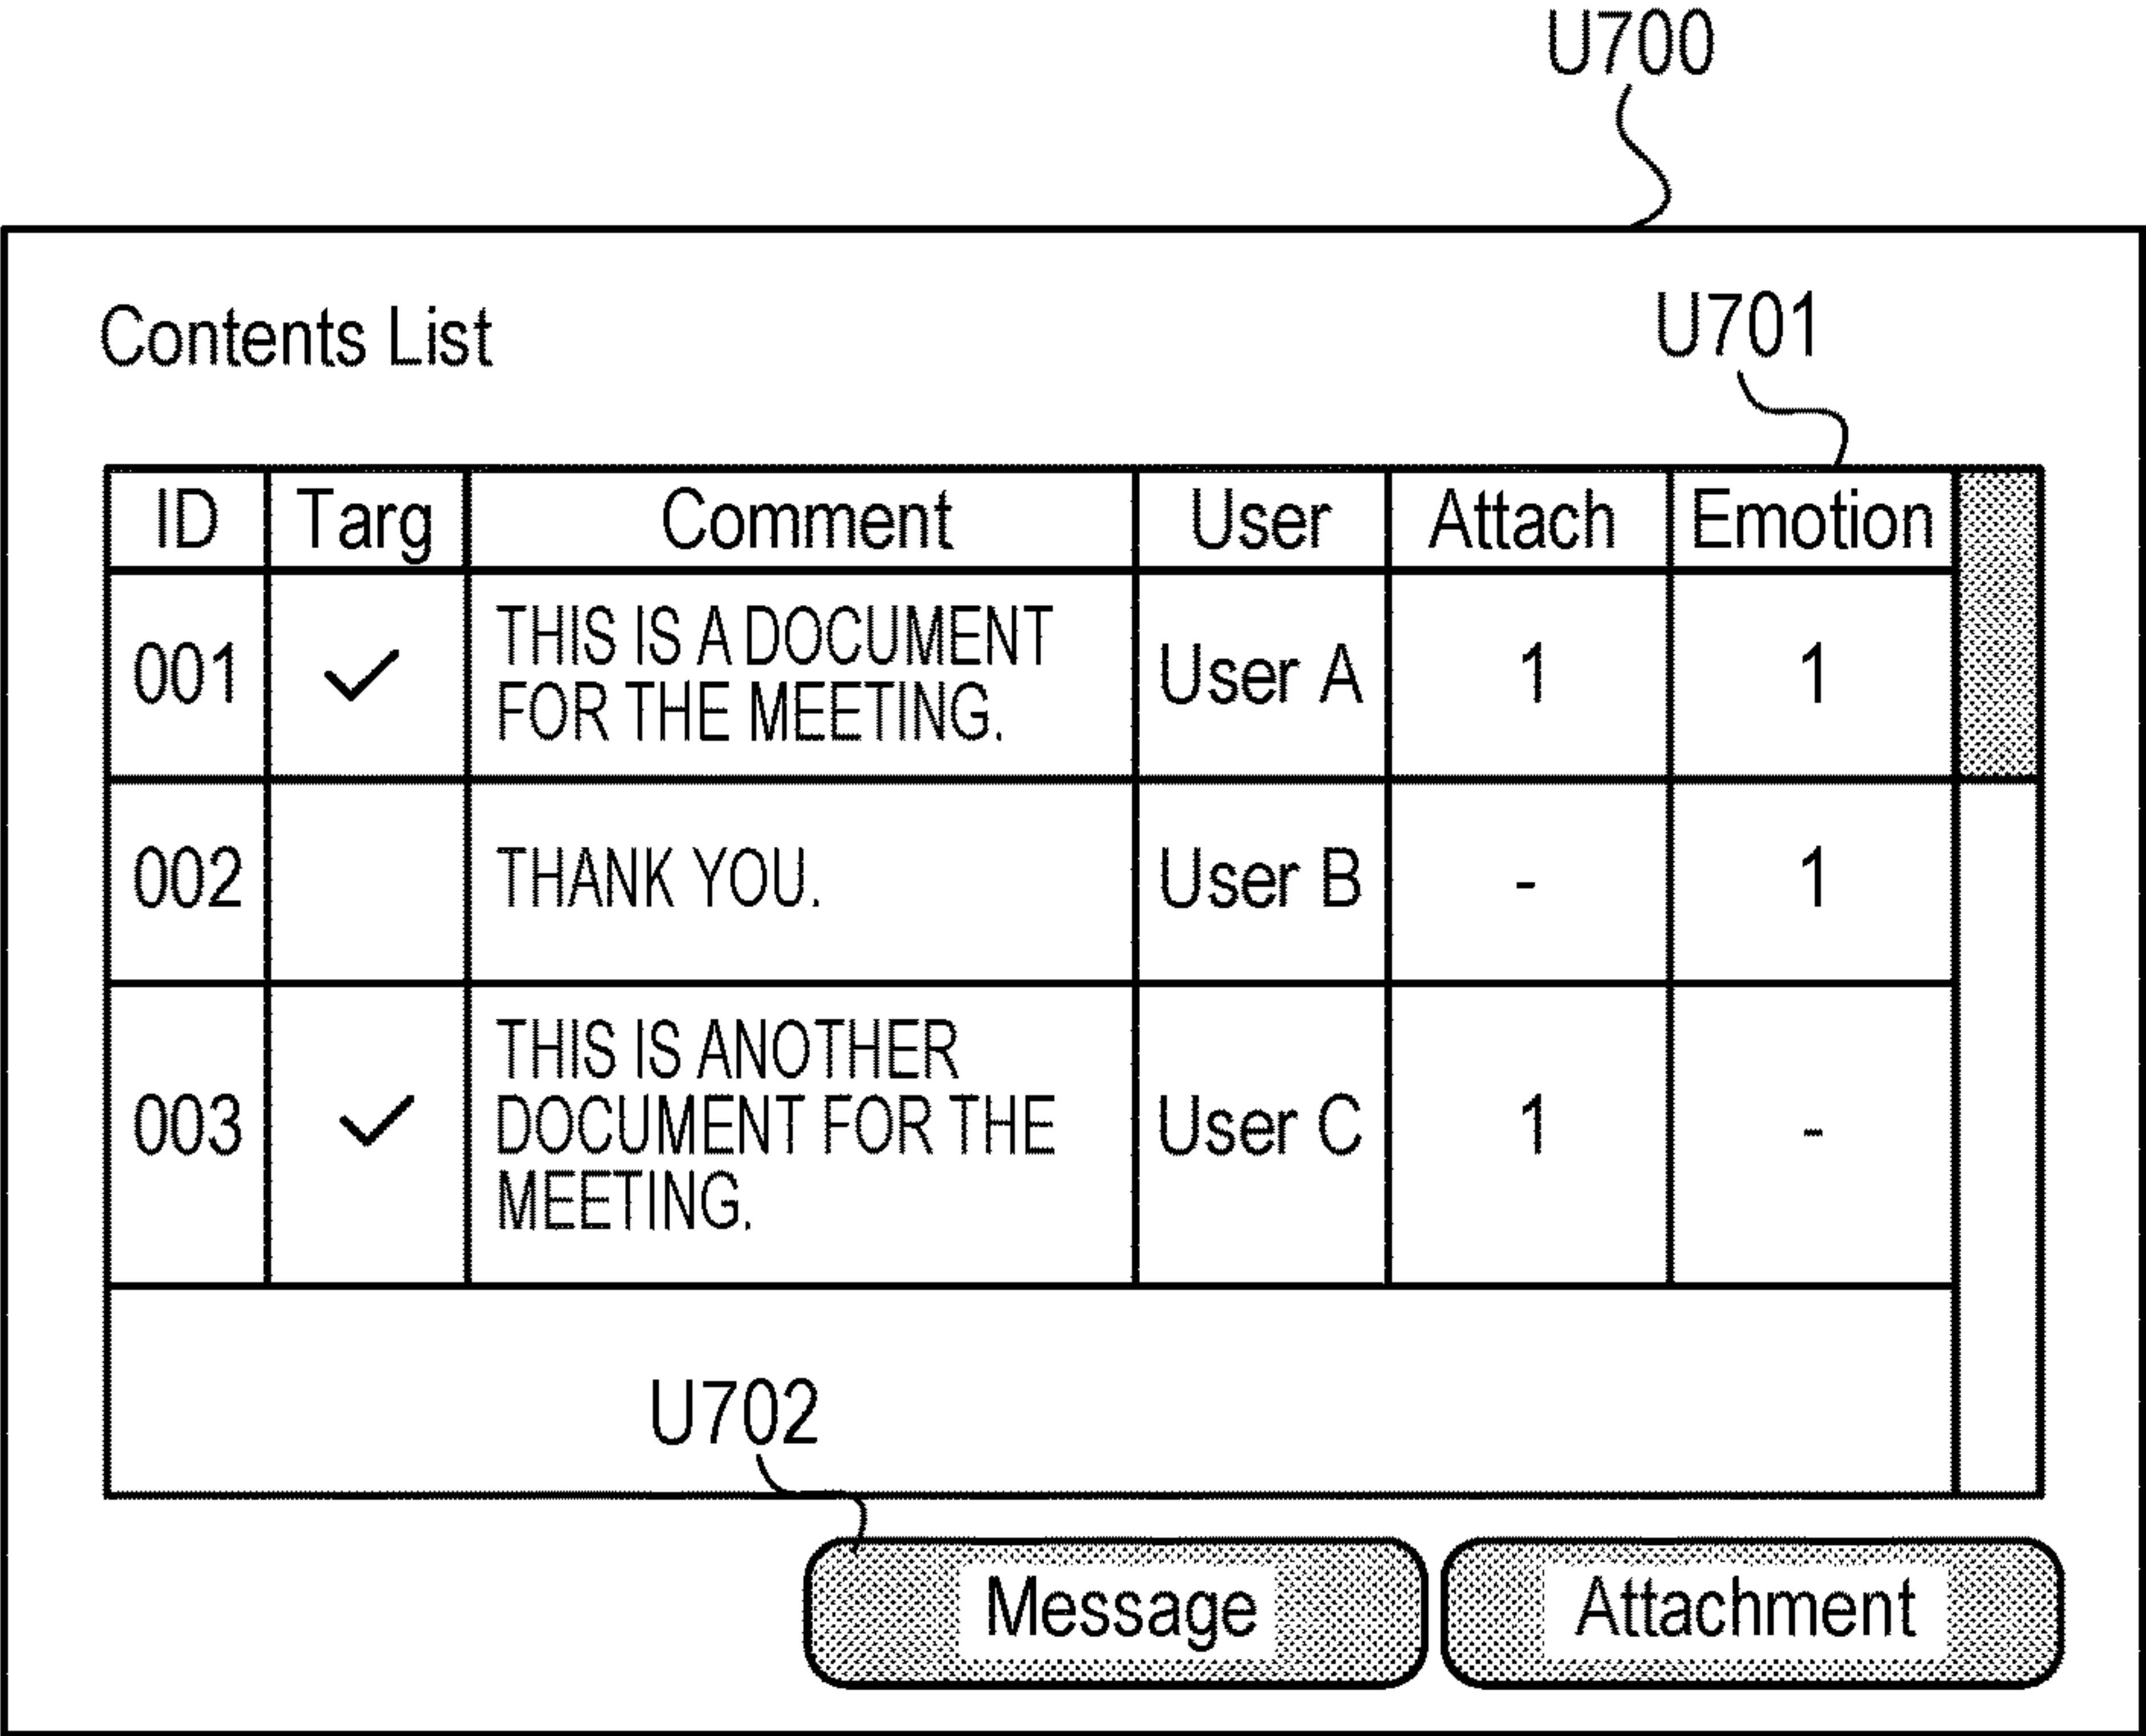 U700
Contents List
U701
ID Targ Comment User Attach Emotion
001 ✓ THIS IS A DOCUMENT
FOR THE MEETING. User A 1 1
002 THANK YOU. User B - 1
003 ✓ THIS IS ANOTHER
DOCUMENT FOR THE
MEETING. User C 1 -
U702
Message Attachment